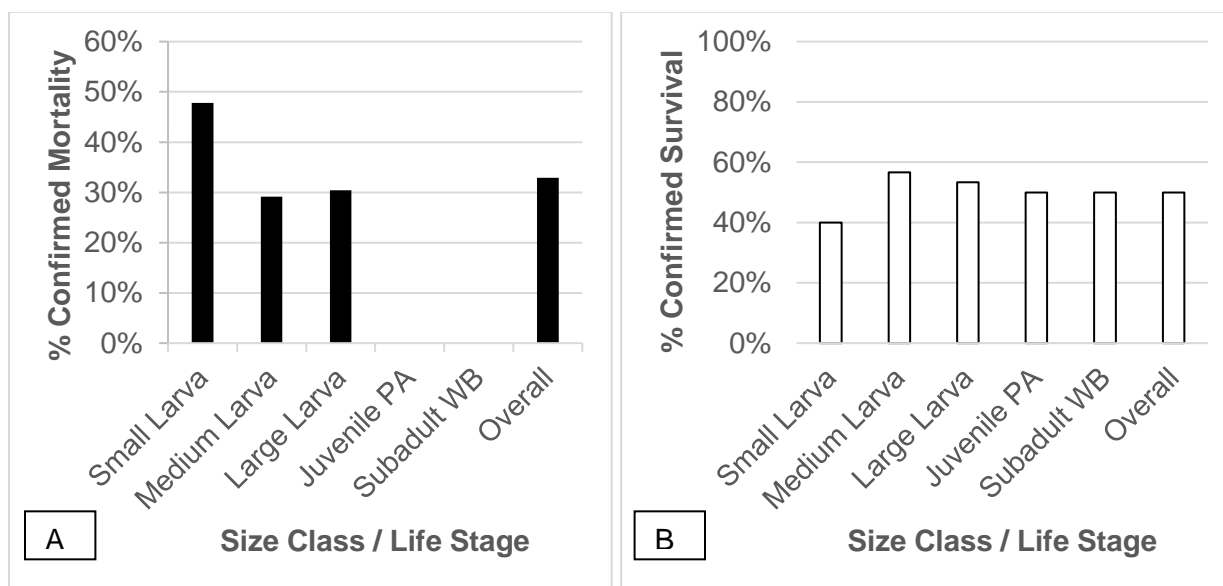 % Confirmed Mortality
60%
50%
40%
30%
20%
10%
0%
Small Larva
Medium Larva
Large Larva
Juvenile PA
Subadult WB
Overall
A
Size Class / Life Stage
% Confirmed Survival
100%
80%
60%
40%
20%
0%
Small Larva
Medium Larva
Large Larva
Juvenile PA
Subadult WB
Overall
B
Size Class / Life Stage